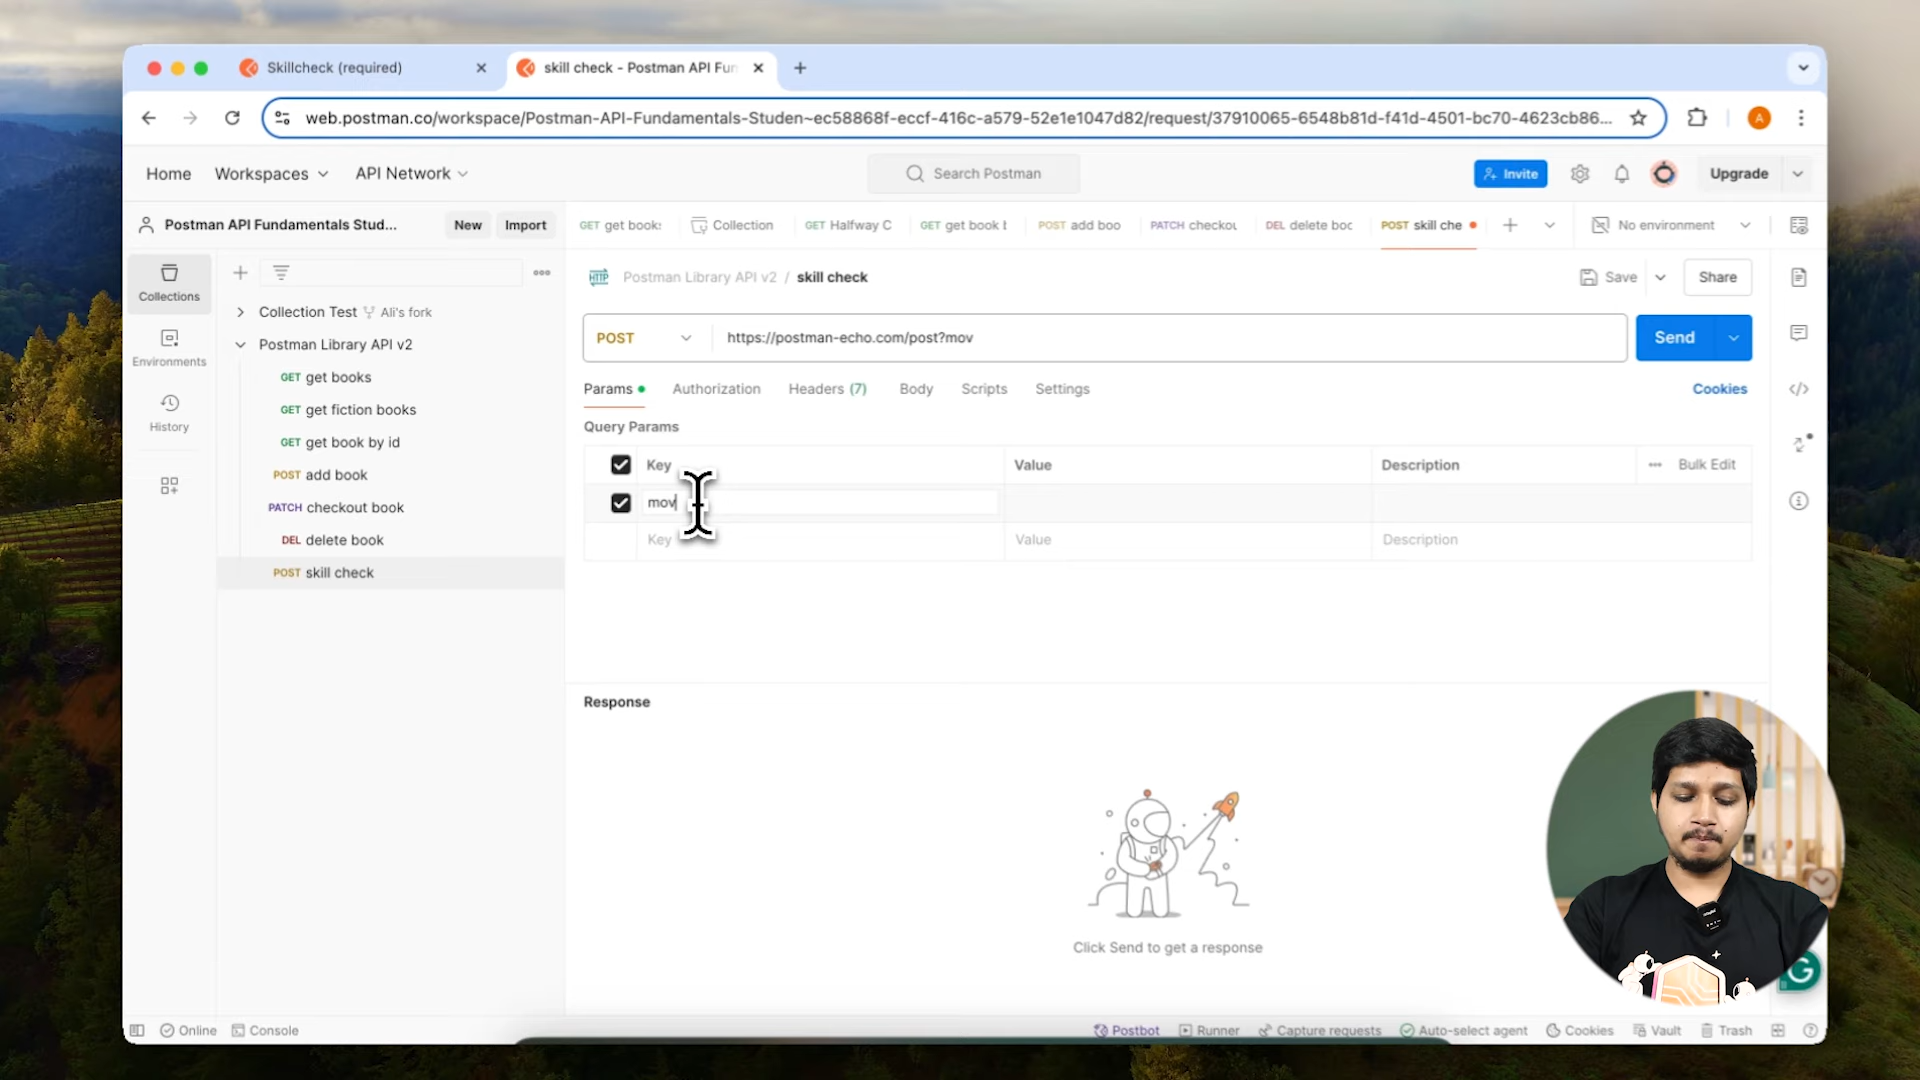 Skillcheck (required)
skill check - Postman API Fun
web.postman.co/workspace/Postman-API-Fundamentals-Studen~ec58868f-eccf-416c-a579-52e1e1047d82/request/37910065-6548b81d-f41d-4501-bc70-4623cb86...
A
Home
Workspaces
API Network
Search Postman
Invite
Upgrade
Postman API Fundamentals Stud...
New
Import
GET get books
Collection
GET Halfway C
GET get book b
POST add boo
PATCH checkou
DEL delete boo
POST skill che
No environment
Collections
Environments
History
Collection Test Ali's fork
Postman Library API v2
GET get books
GET get fiction books
GET get book by id
POST add book
PATCH checkout book
DEL delete book
POST skill check
HTTP Postman Library API v2 / skill check
Save
Share
POST
https://postman-echo.com/post?mov
Send
Params
Authorization
Headers (7)
Body
Scripts
Settings
Cookies
Query Params
Key
Value
Description
Bulk Edit
mov
Key
Value
Description
Response
Click Send to get a response
G
Online
Console
Postbot
Runner
Capture requests
Auto-select agent
Cookies
Vault
Trash